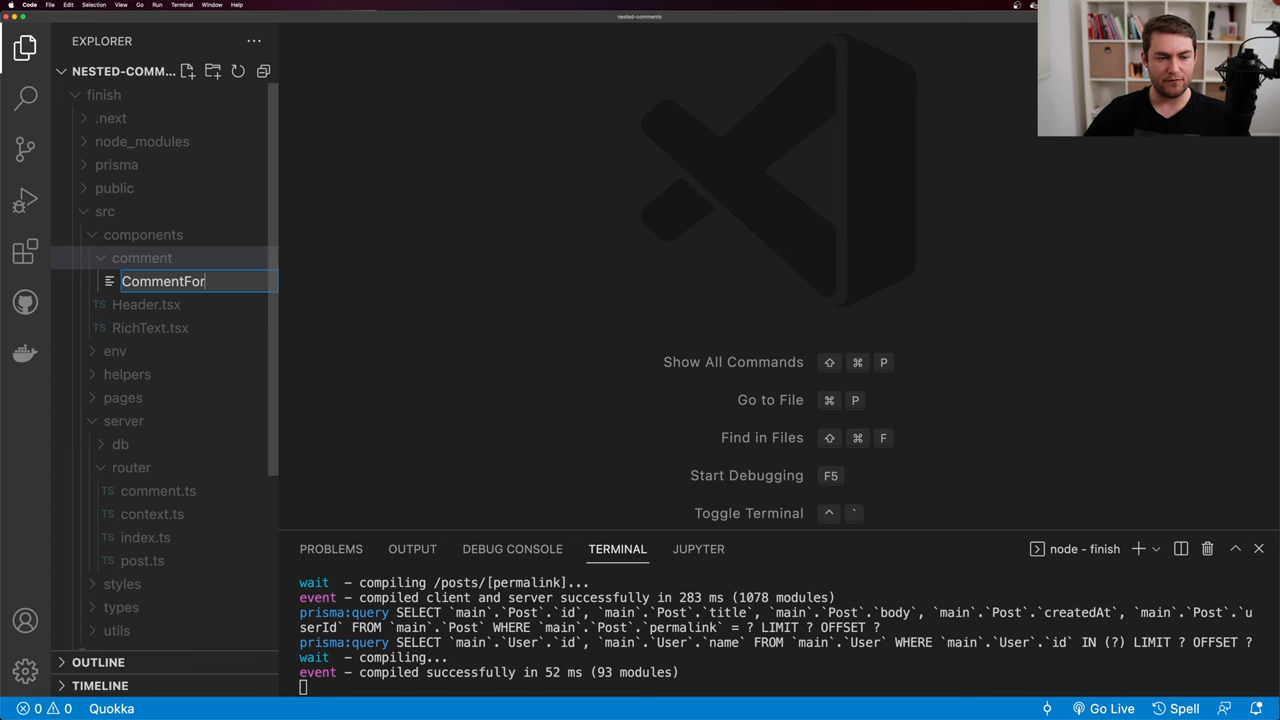 Code File Edit Selection View Go Run Terminal Window Help
nested-comments
EXPLORER
NESTED-COMM...
finish
.next
node_modules
prisma
public
src
components
comment
CommentFor
TS Header.tsx
TS RichText.tsx
env
helpers
pages
server
db
router
TS comment.ts
TS context.ts
TS index.ts
TS post.ts
styles
types
utils
OUTLINE
TIMELINE
Show All Commands ⇧ ⌘ P
Go to File ⌘ P
Find in Files ⇧ ⌘ F
Start Debugging F5
Toggle Terminal ^ `
PROBLEMS OUTPUT DEBUG CONSOLE TERMINAL JUPYTER node - finish
wait – compiling /posts/[permalink]...
event – compiled client and server successfully in 283 ms (1078 modules)
prisma:query SELECT `main`.`Post`.`id`, `main`.`Post`.`title`, `main`.`Post`.`body`, `main`.`Post`.`createdAt`, `main`.`Post`.`u
serId` FROM `main`.`Post` WHERE `main`.`Post`.`permalink` = ? LIMIT ? OFFSET ?
prisma:query SELECT `main`.`User`.`id`, `main`.`User`.`name` FROM `main`.`User` WHERE `main`.`User`.`id` IN (?) LIMIT ? OFFSET ?
wait – compiling...
event – compiled successfully in 52 ms (93 modules)
0 0 Quokka Go Live Spell